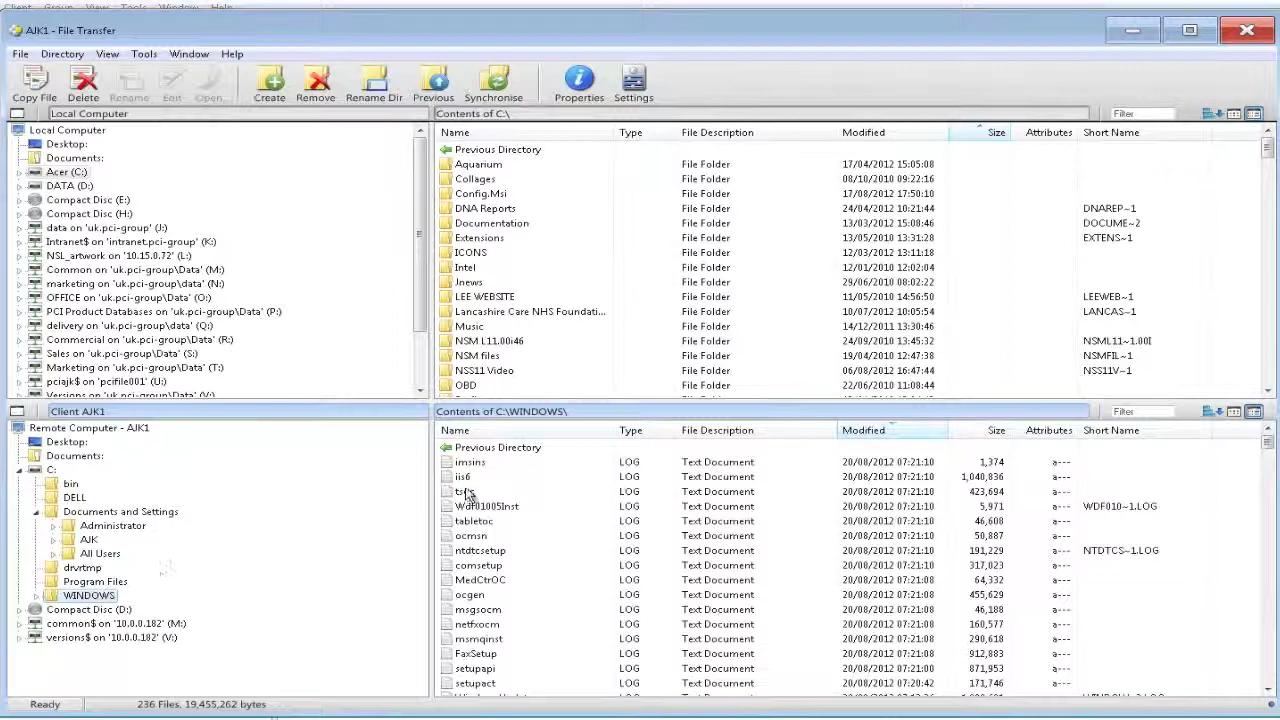 Client Group View Tools Window Help
AJK1 - File Transfer
File Directory View Tools Window Help
Copy File Delete Rename Edit Open... Create Remove Rename Dir Previous Synchronise Properties Settings
Local Computer Contents of C:\ Filter
Local Computer
Desktop:
Documents:
Acer (C:)
DATA (D:)
Compact Disc (E:)
Compact Disc (H:)
data on 'uk.pci-group' (J:)
Intranet$ on 'intranet.pci-group' (K:)
NSL_artwork on '10.15.0.72' (L:)
Common on 'uk.pci-group\Data' (M:)
marketing on 'uk.pci-group\data' (N:)
OFFICE on 'uk.pci-group\Data' (O:)
PCI Product Databases on 'uk.pci-group\Data' (P:)
delivery on 'uk.pci-group\data' (Q:)
Commercial on 'uk.pci-group\Data' (R:)
Sales on 'uk.pci-group\Data' (S:)
Marketing on 'uk.pci-group\Data' (T:)
pciajk$ on 'pcifile001' (U:)
Versions on 'uk.pci-group\Data' (V:)
Name Type File Description Modified Size Attributes Short Name
Previous Directory
Aquarium File Folder 17/04/2012 15:05:08
Collages File Folder 08/10/2010 09:22:16
Config.Msi File Folder 17/08/2012 17:50:10
DNA Reports File Folder 24/04/2012 10:21:44 DNAREP~1
Documentation File Folder 13/03/2012 15:08:46 DOCUME~2
Extensions File Folder 13/05/2010 13:31:28 EXTENS~1
ICONS File Folder 12/03/2012 13:11:18
Intel File Folder 12/01/2010 12:02:04
Jnews File Folder 29/06/2010 08:02:22
LEE WEBSITE File Folder 11/05/2010 14:56:50 LEEWEB~1
Lancashire Care NHS Foundati... File Folder 10/07/2012 10:05:54 LANCAS~1
Music File Folder 14/12/2011 13:30:46
NSM L11.00i46 File Folder 24/09/2010 13:45:32 NSML11~1.00I
NSM files File Folder 19/04/2010 12:47:38 NSMFIL~1
NSS11 Video File Folder 07/06/2012 16:47:44 NSS11V~1
OBD File Folder 22/06/2010 11:08:44
Client AJK1 Contents of C:\WINDOWS\ Filter
Remote Computer - AJK1
Desktop:
Documents:
C:
bin
DELL
Documents and Settings
Administrator
AJK
All Users
drvrtmp
Program Files
WINDOWS
Compact Disc (D:)
common$ on '10.0.0.182' (M:)
versions$ on '10.0.0.182' (V:)
Name Type File Description Modified Size Attributes Short Name
Previous Directory
imsins LOG Text Document 20/08/2012 07:21:10 1,374 a---
iis6 LOG Text Document 20/08/2012 07:21:10 1,040,836 a---
LOG Text Document 20/08/2012 07:21:10 423,694 a---
Wdf01005Inst LOG Text Document 20/08/2012 07:21:10 5,971 a--- WDF010~1.LOG
tabletoc LOG Text Document 20/08/2012 07:21:10 46,608 a---
ocmsn LOG Text Document 20/08/2012 07:21:10 50,887 a---
ntdtcsetup LOG Text Document 20/08/2012 07:21:10 191,229 a--- NTDTCS~1.LOG
comsetup LOG Text Document 20/08/2012 07:21:10 317,023 a---
MedCtrOC LOG Text Document 20/08/2012 07:21:08 64,332 a---
ocgen LOG Text Document 20/08/2012 07:21:08 455,629 a---
msgsocm LOG Text Document 20/08/2012 07:21:08 46,188 a---
netfxocm LOG Text Document 20/08/2012 07:21:08 160,577 a---
msmqinst LOG Text Document 20/08/2012 07:21:08 290,618 a---
FaxSetup LOG Text Document 20/08/2012 07:21:08 912,883 a---
setupapi LOG Text Document 20/08/2012 07:21:00 871,953 a---
setupact LOG Text Document 20/08/2012 07:20:42 171,746 a---
Ready 236 Files, 19,455,262 bytes